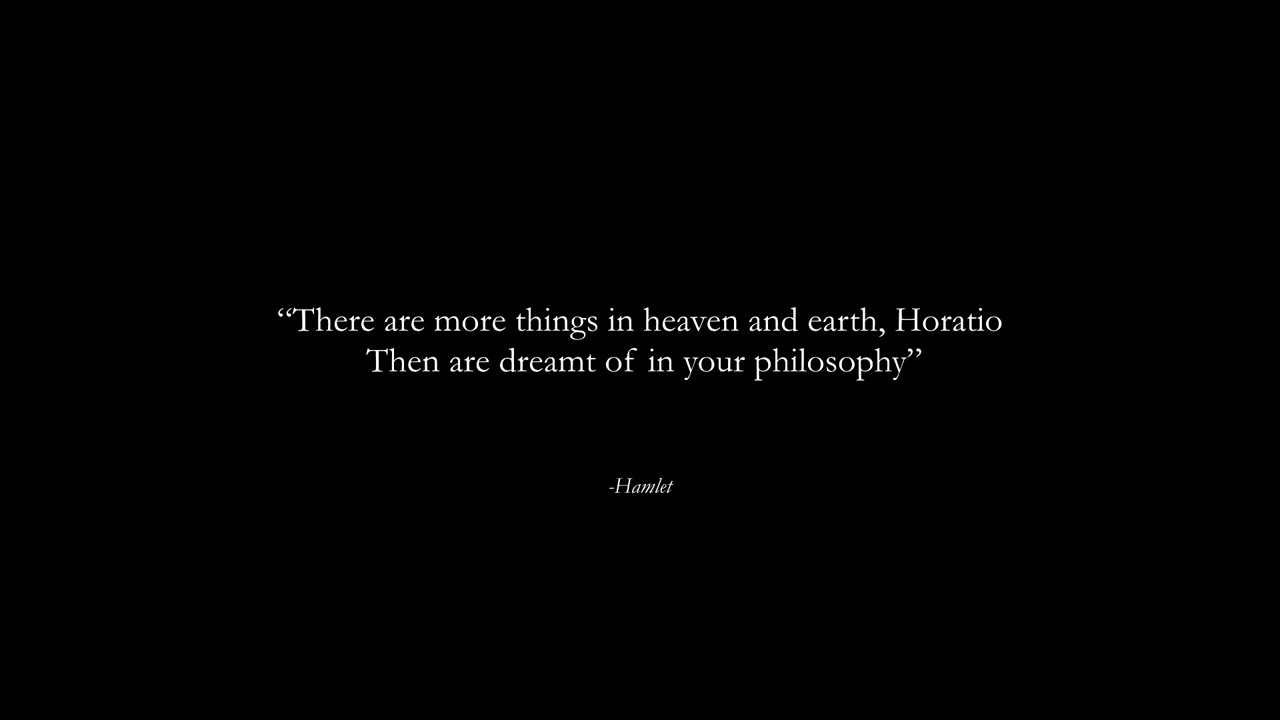 “There are more things in heaven and earth, Horatio
Then are dreamt of in your philosophy”
-Hamlet